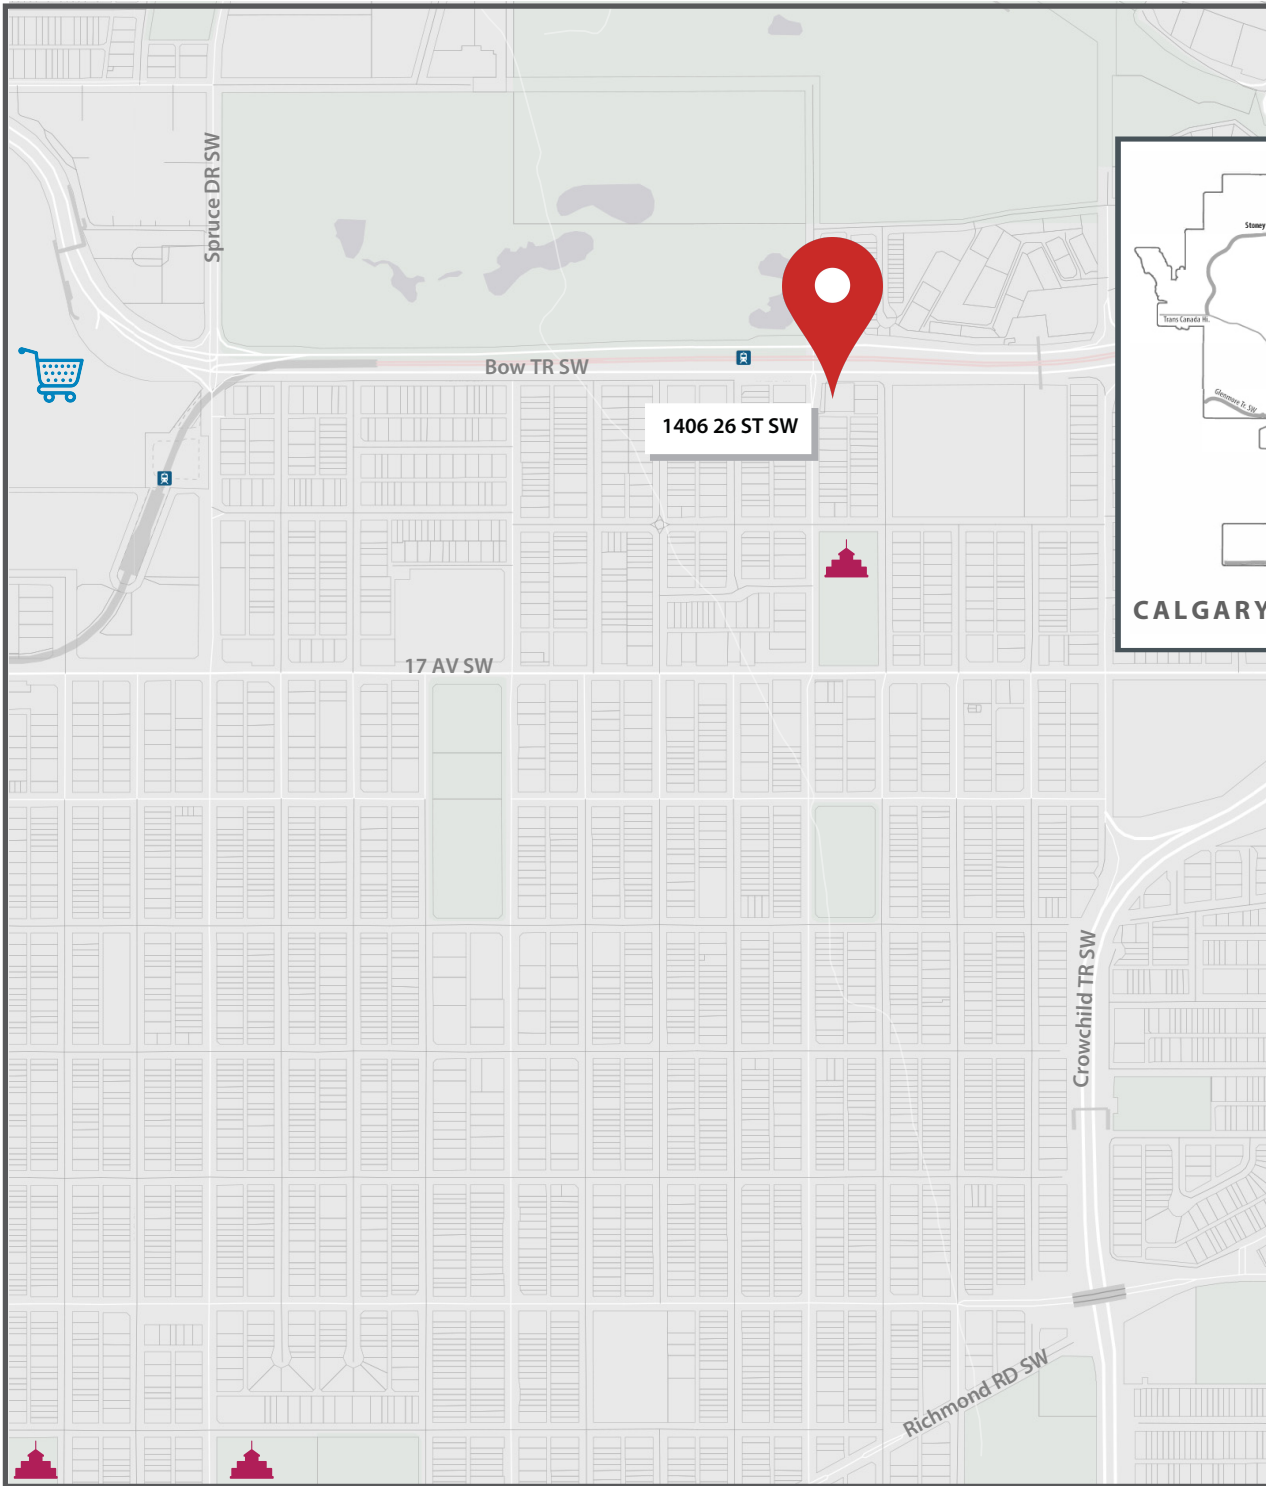 Spruce DR SW
Stoney
Trans Canada Hi.
Glenmore Tr. SW
Bow TR SW
1406 26 ST SW
CALGARY
17 AV SW
Crowchild TR SW
Richmond RD SW